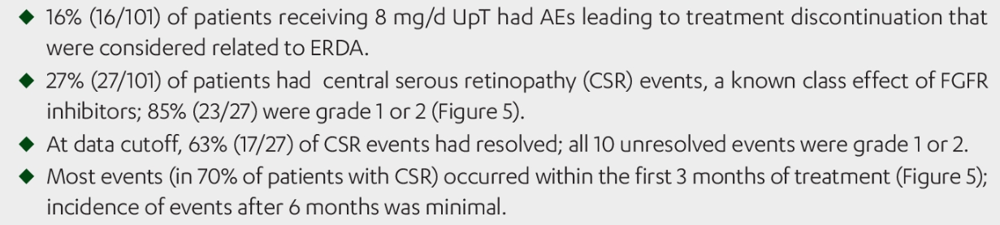 ◆ 16% (16/101) of patients receiving 8 mg/d UpT had AEs leading to treatment discontinuation that
were considered related to ERDA.
◆ 27% (27/101) of patients had  central serous retinopathy (CSR) events, a known class effect of FGFR
inhibitors; 85% (23/27) were grade 1 or 2 (Figure 5).
◆ At data cutoff, 63% (17/27) of CSR events had resolved; all 10 unresolved events were grade 1 or 2.
◆ Most events (in 70% of patients with CSR) occurred within the first 3 months of treatment (Figure 5);
incidence of events after 6 months was minimal.